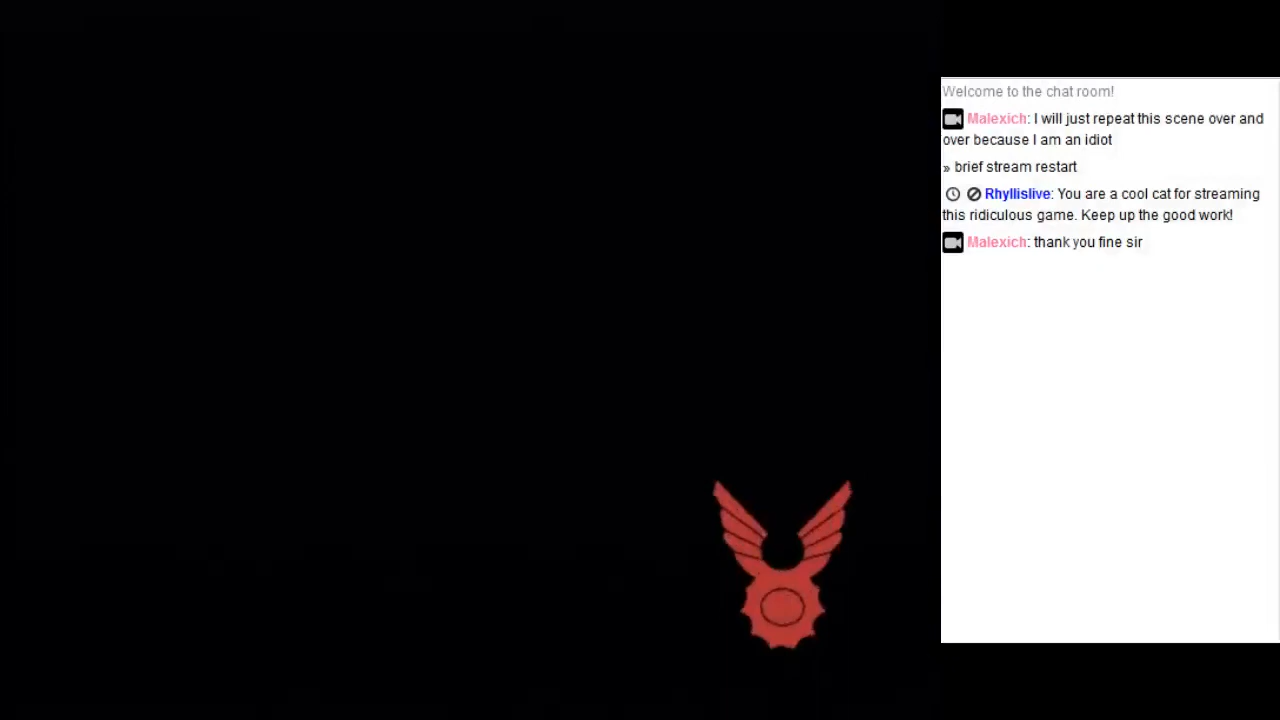 Welcome to the chat room!
Malexich: I will just repeat this scene over and
over because I am an idiot
» brief stream restart
Rhyllislive: You are a cool cat for streaming
this ridiculous game. Keep up the good work!
Malexich: thank you fine sir